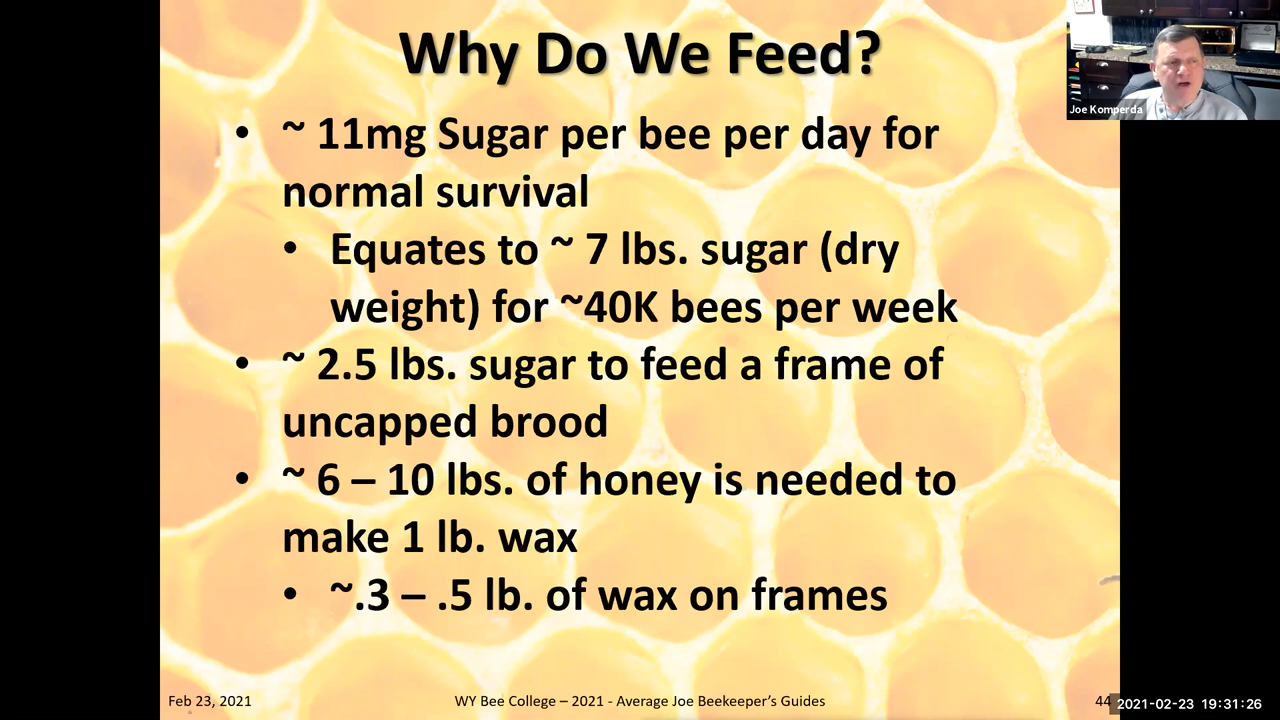 Why Do We Feed?
Joe Komperda
• ~ 11mg Sugar per bee per day for
normal survival
• Equates to ~ 7 lbs. sugar (dry
weight) for ~40K bees per week
• ~ 2.5 lbs. sugar to feed a frame of
uncapped brood
• ~ 6 – 10 lbs. of honey is needed to
make 1 lb. wax
• ~.3 – .5 lb. of wax on frames
Feb 23, 2021
WY Bee College – 2021 - Average Joe Beekeeper’s Guides
44
2021-02-23 19:31:26